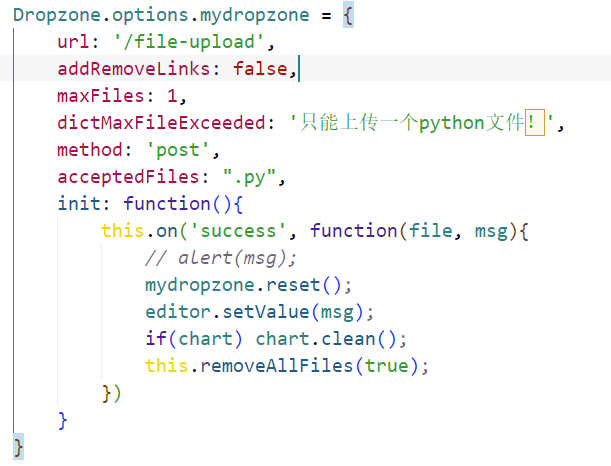 Dropzone.options.mydropzone = {
    url: '/file-upload',
    addRemoveLinks: false,
    maxFiles: 1,
    dictMaxFileExceeded: '只能上传一个python文件！',
    method: 'post',
    acceptedFiles: ".py",
    init: function(){
        this.on('success', function(file, msg){
            // alert(msg);
            mydropzone.reset();
            editor.setValue(msg);
            if(chart) chart.clean();
            this.removeAllFiles(true);
        })
    }
}